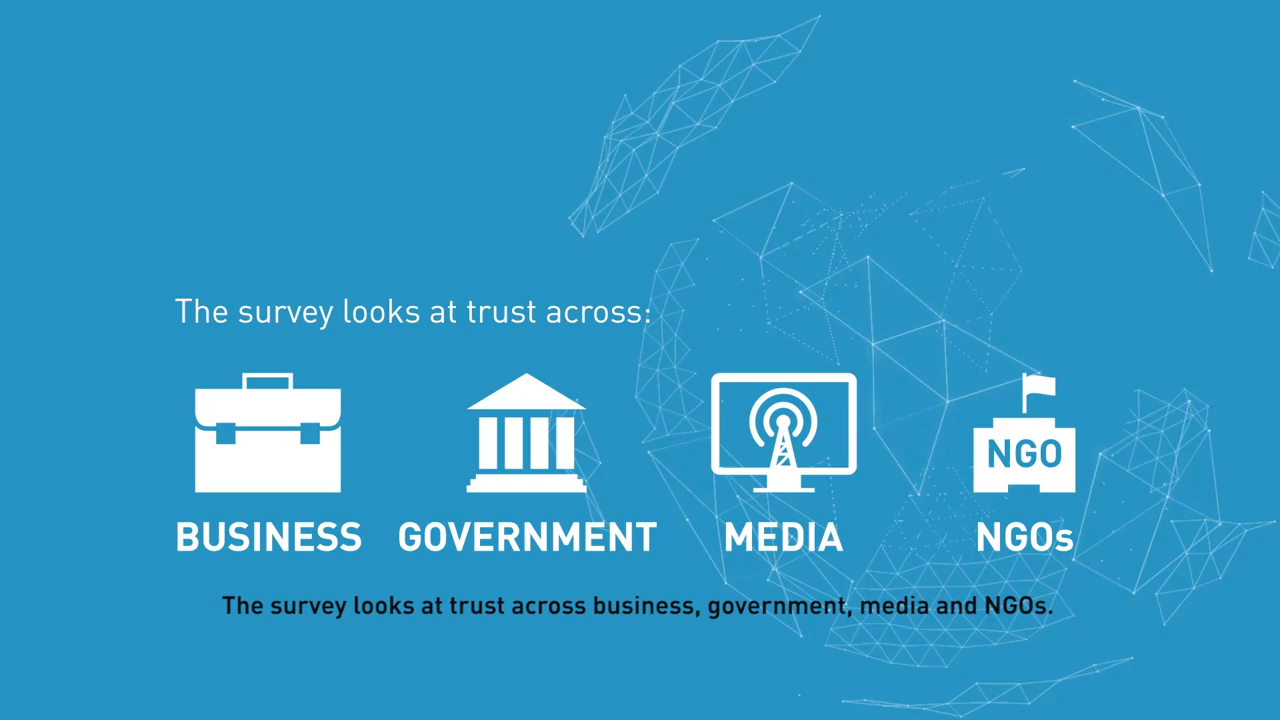 The survey looks at trust across:
NGO
BUSINESS GOVERNMENT MEDIA NGOs
The survey looks at trust across business, government, media and NGOs.